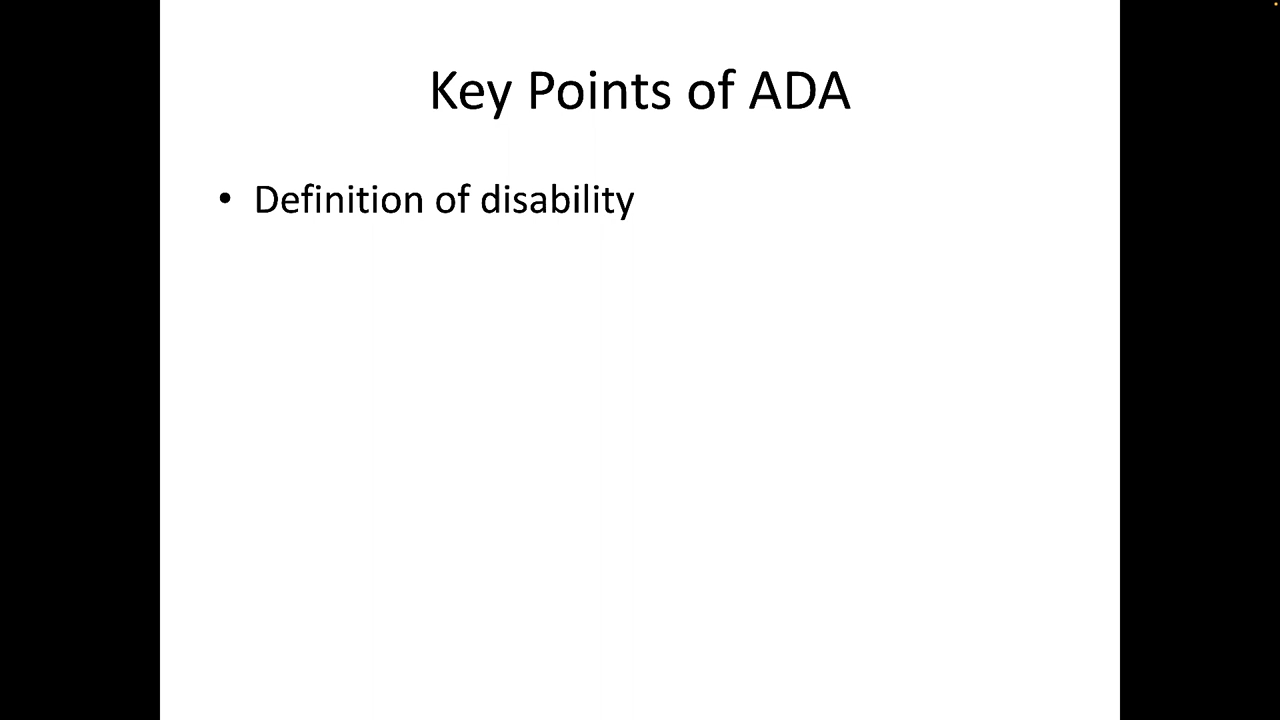 Key Points of ADA
• Definition of disability